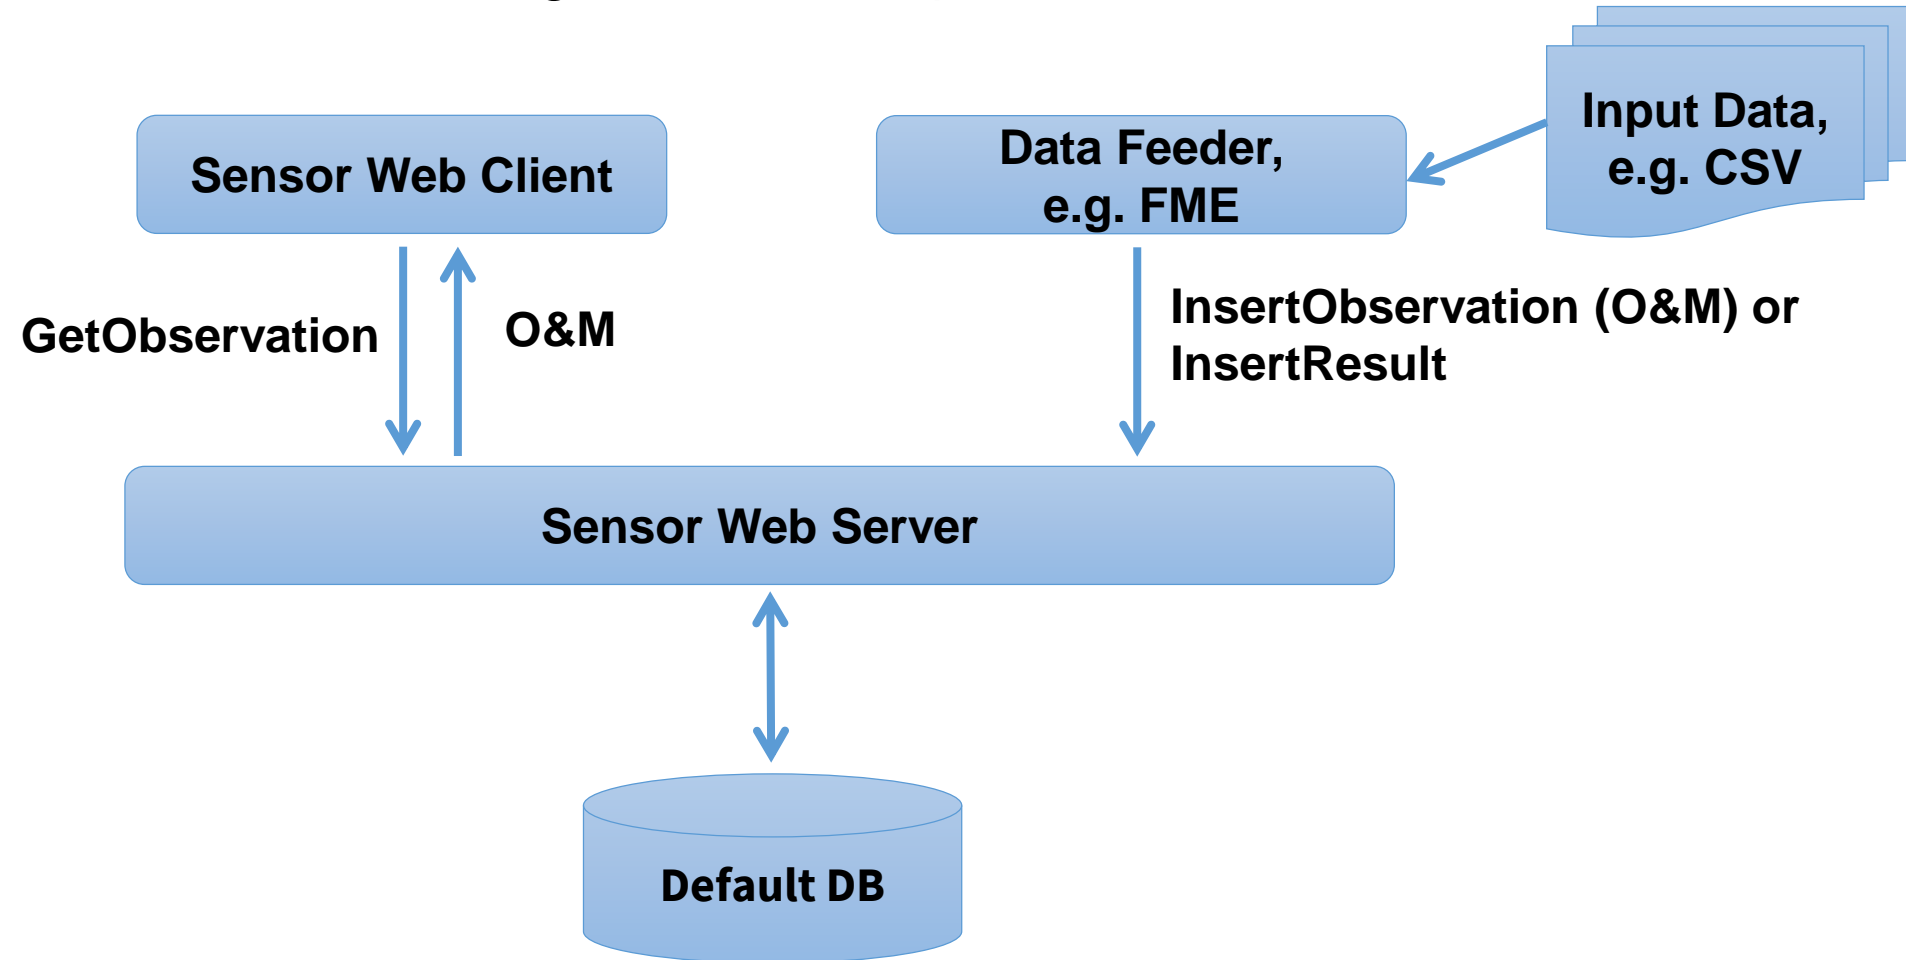 Input Data,
e.g. CSV
Sensor Web Client
Data Feeder,
e.g. FME
GetObservation
O&M
InsertObservation (O&M) or
InsertResult
Sensor Web Server
Default DB